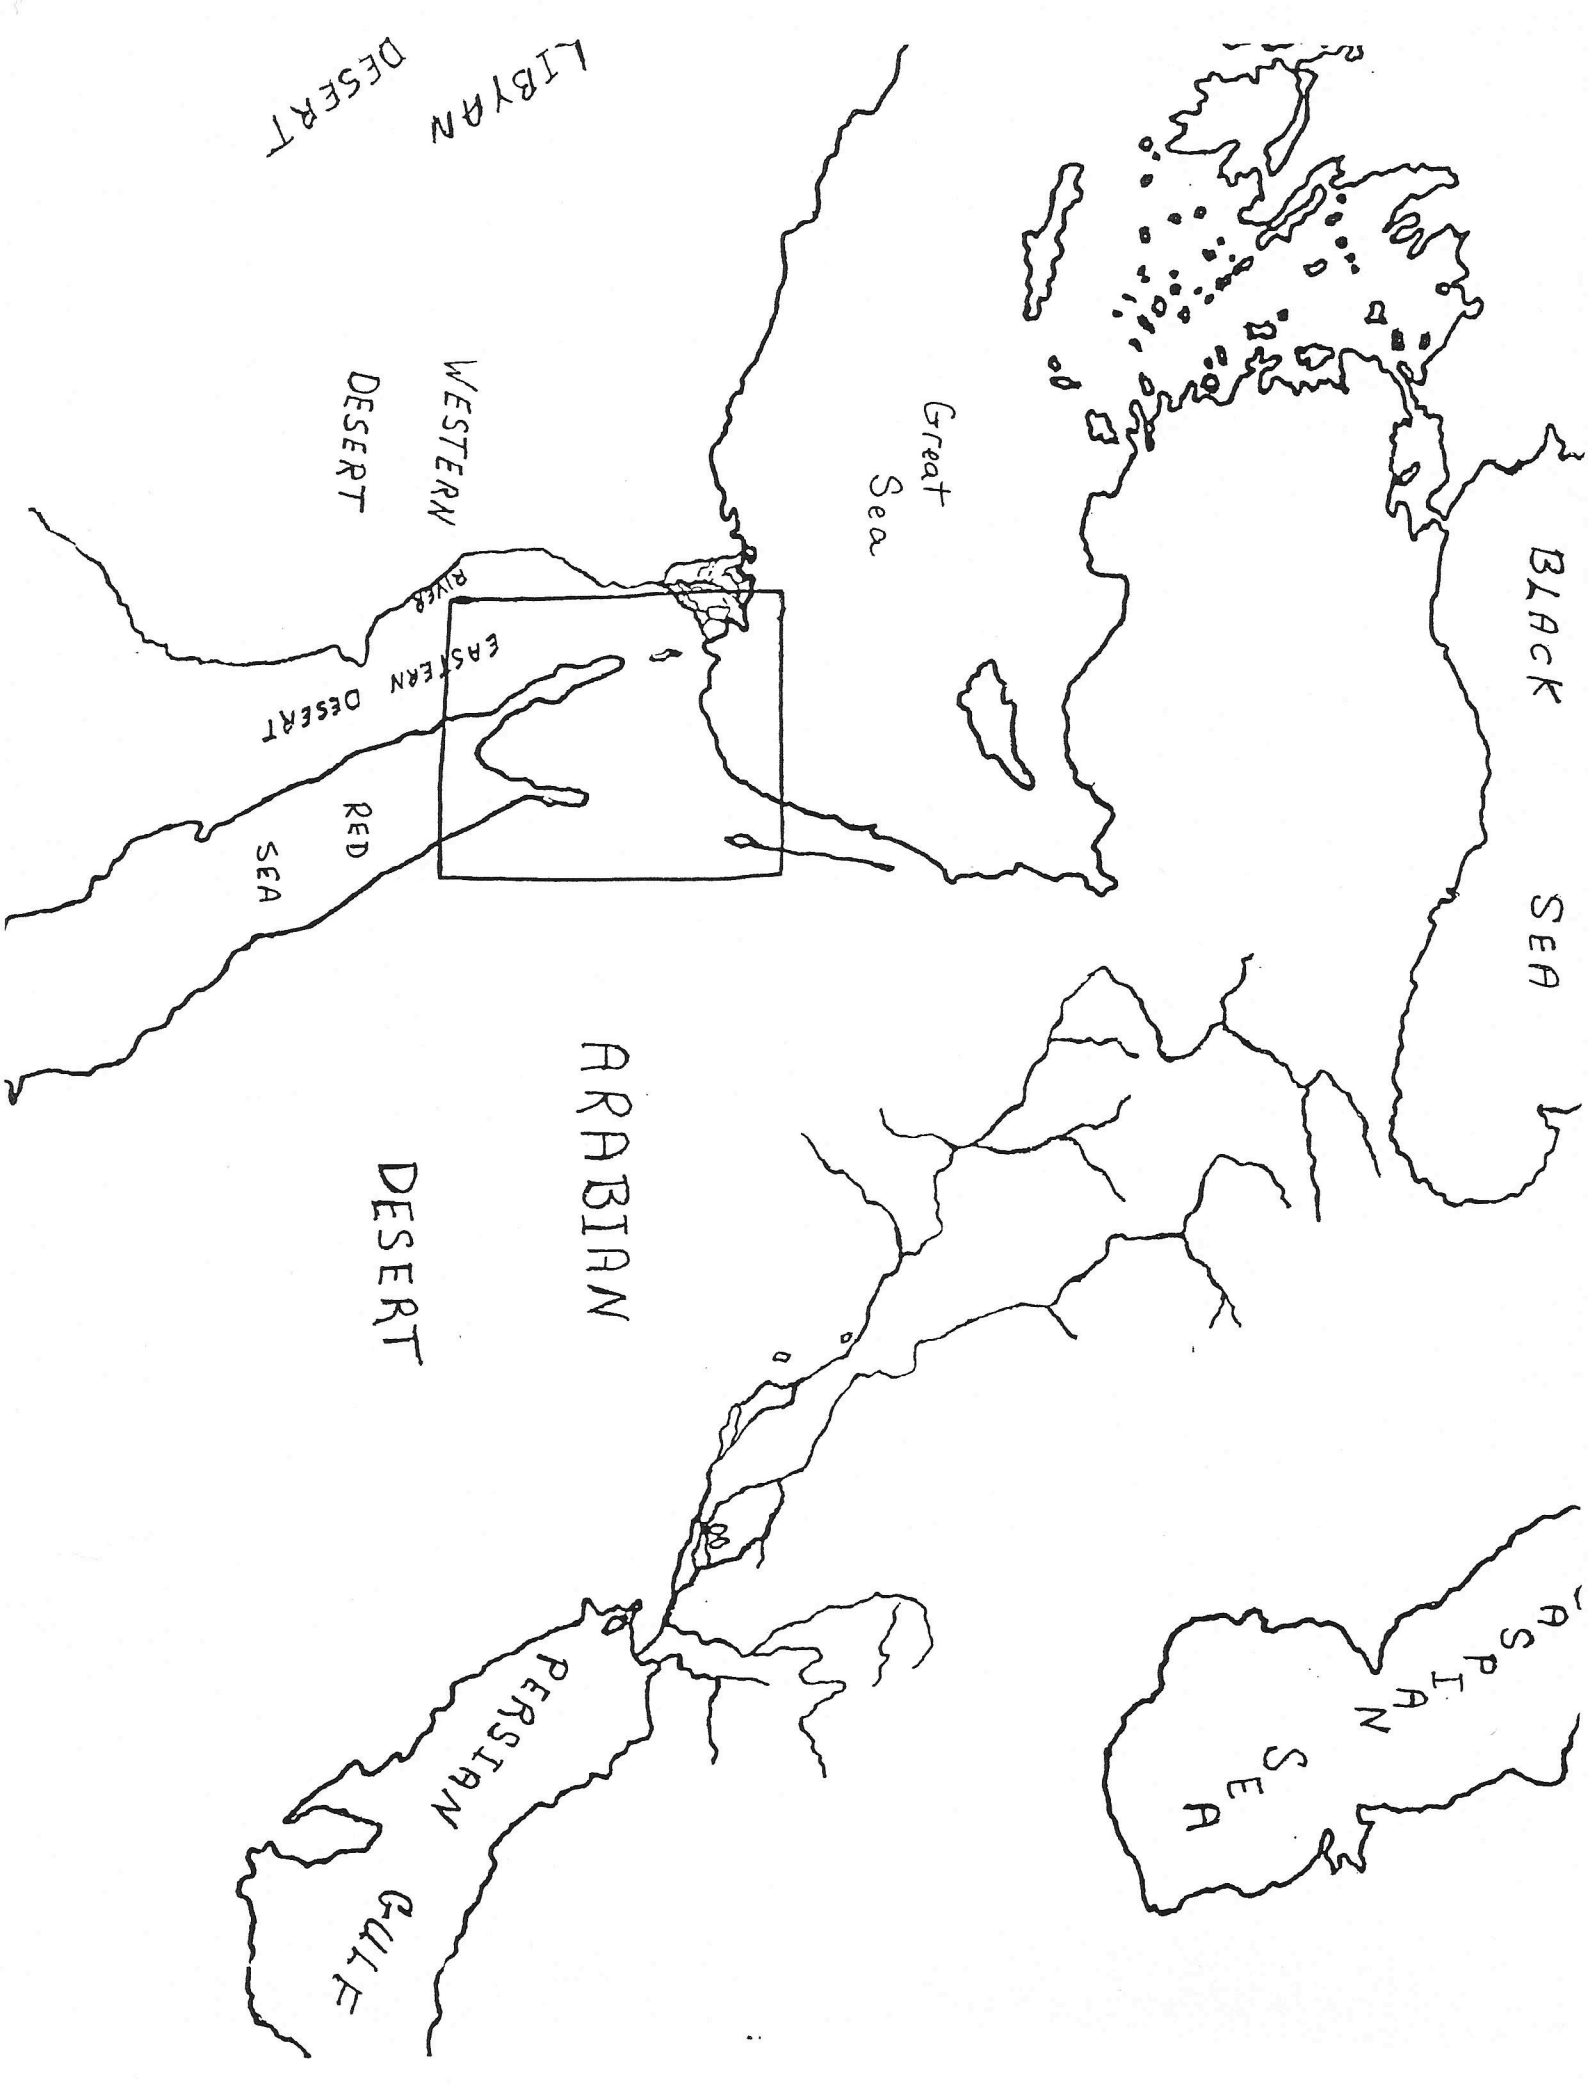 BLACK SEA
CASPIAN
SEA
Great
Sea
LIBYAN
DESERT
WESTERN
DESERT
RIVER
EASTERN DESERT
RED
SEA
ARABIAN
DESERT
PERSIAN GULF